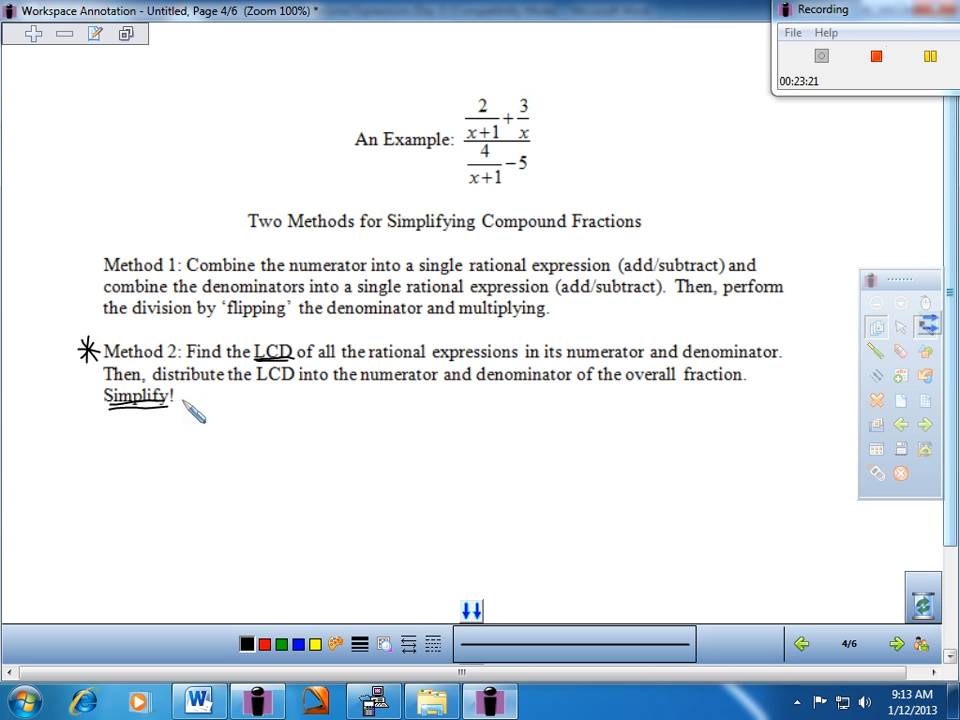 Workspace Annotation - Untitled, Page 4/6 (Zoom 100%) *
Recording
File Help
00:23:21
An Example:
2 3
x+1 + x
4
x+1 − 5
Two Methods for Simplifying Compound Fractions
Method 1: Combine the numerator into a single rational expression (add/subtract) and
combine the denominators into a single rational expression (add/subtract). Then, perform
the division by ‘flipping’ the denominator and multiplying.
* Method 2: Find the LCD of all the rational expressions in its numerator and denominator.
Then, distribute the LCD into the numerator and denominator of the overall fraction.
Simplify!
4/6
9:13 AM
1/12/2013